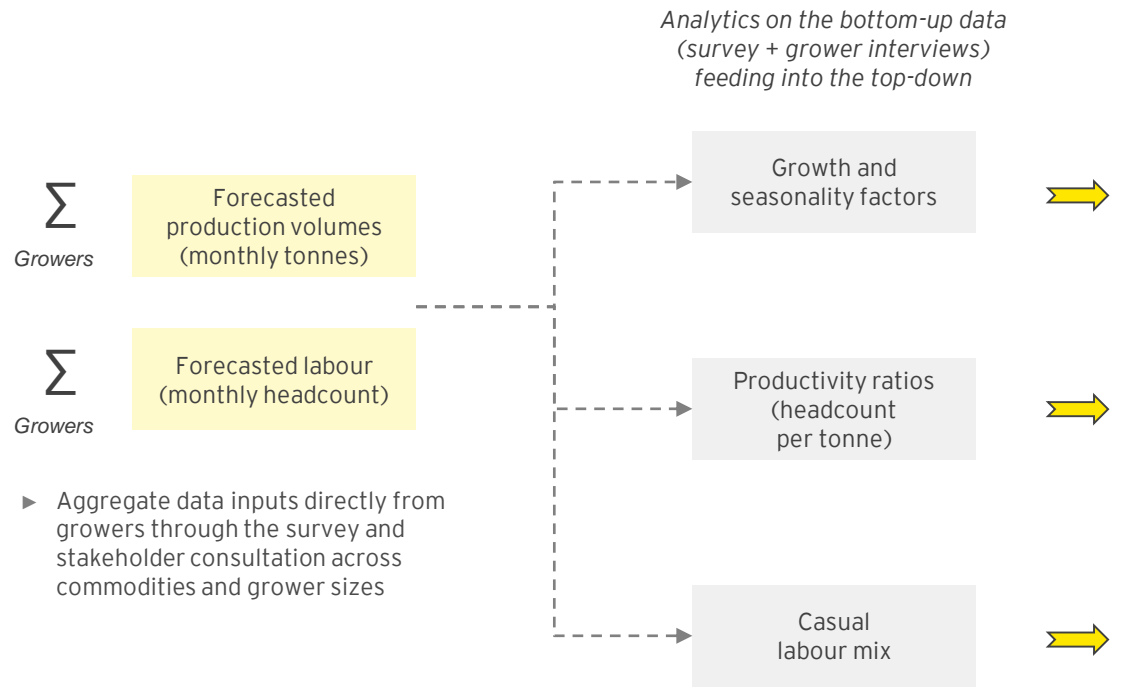 Analytics on the bottom-up data
(survey + grower interviews)
feeding into the top-down
∑
Growers
Forecasted
production volumes
(monthly tonnes)
∑
Growers
Forecasted labour
(monthly headcount)
► Aggregate data inputs directly from
growers through the survey and
stakeholder consultation across
commodities and grower sizes
Growth and
seasonality factors
Productivity ratios
(headcount
per tonne)
Casual
labour mix